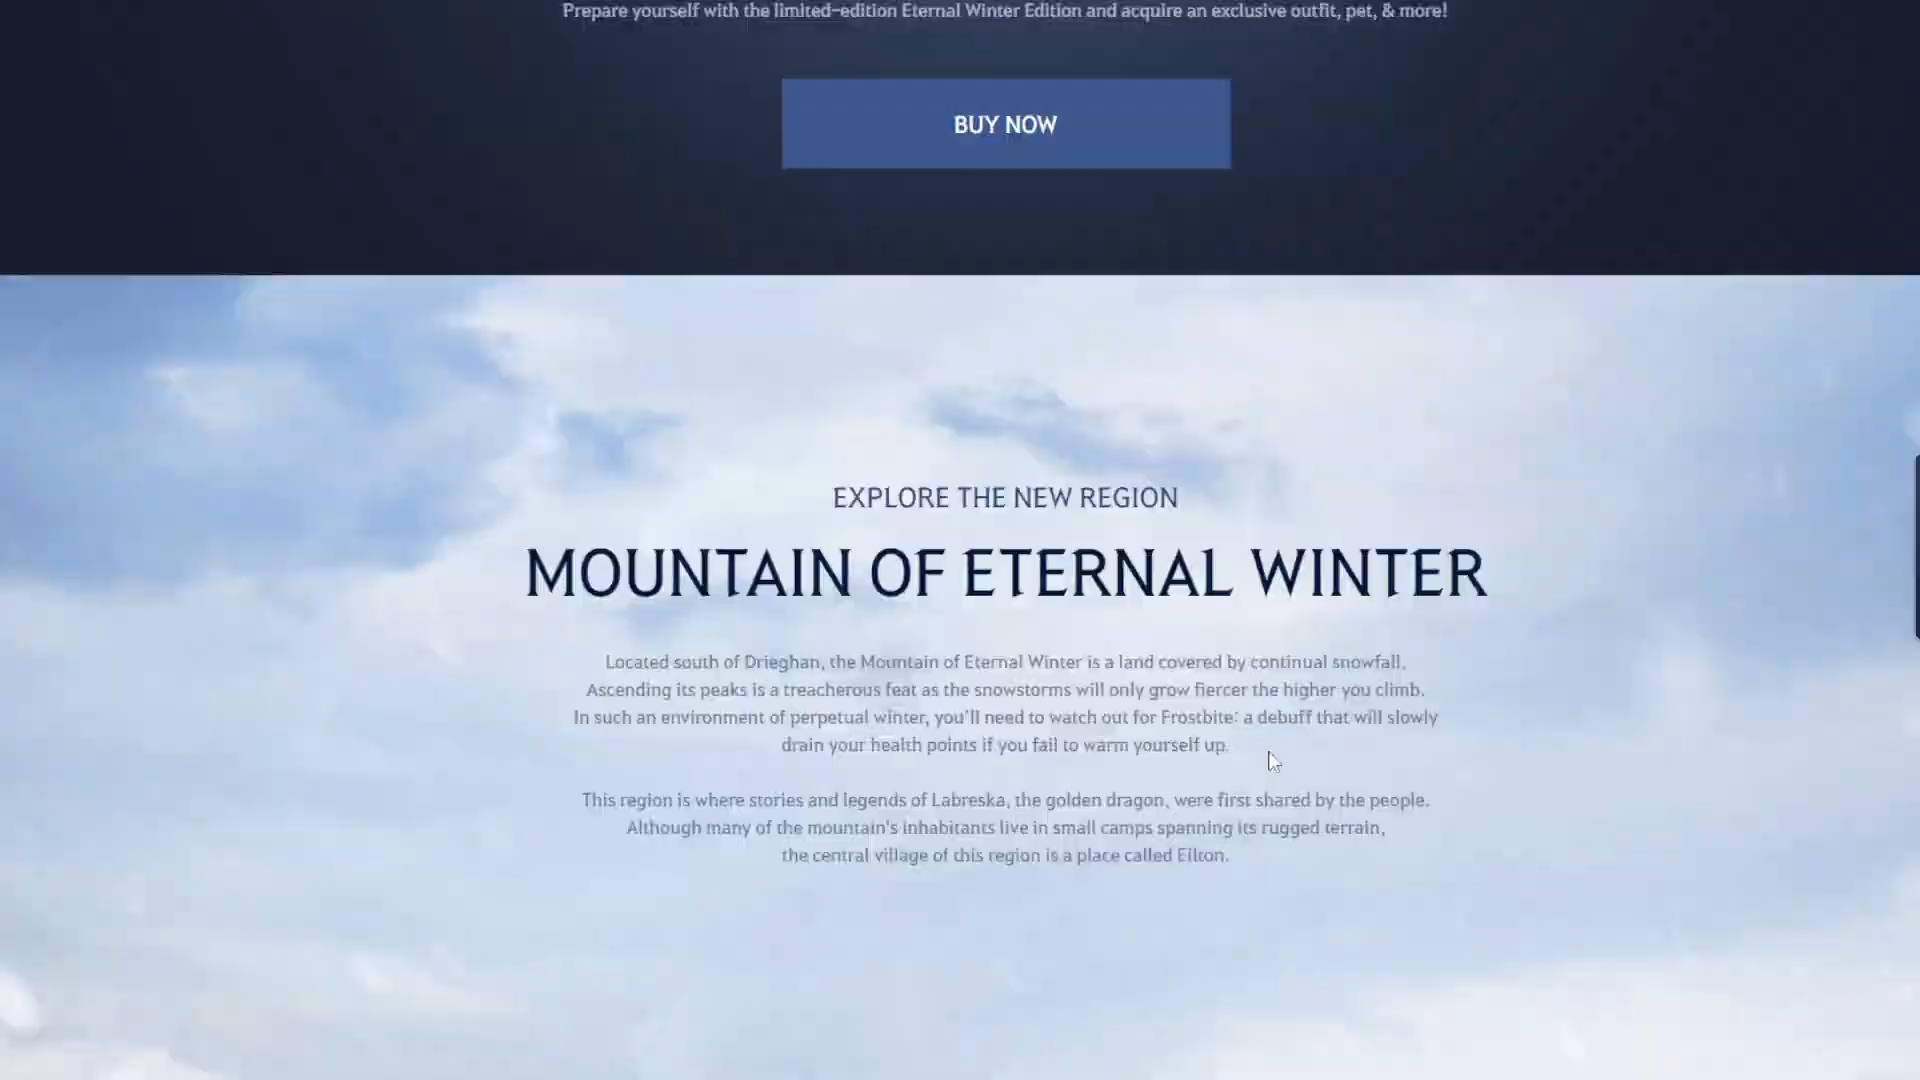 Prepare yourself with the limited-edition Eternal Winter Edition and acquire an exclusive outfit, pet, & more!
BUY NOW
EXPLORE THE NEW REGION
MOUNTAIN OF ETERNAL WINTER
Located south of Drieghan, the Mountain of Eternal Winter is a land covered by continual snowfall.
Ascending its peaks is a treacherous feat as the snowstorms will only grow fiercer the higher you climb.
In such an environment of perpetual winter, you'll need to watch out for Frostbite: a debuff that will slowly
drain your health points if you fail to warm yourself up.
This region is where stories and legends of Labreska, the golden dragon, were first shared by the people.
Although many of the mountain's inhabitants live in small camps spanning its rugged terrain,
the central village of this region is a place called Eilton.